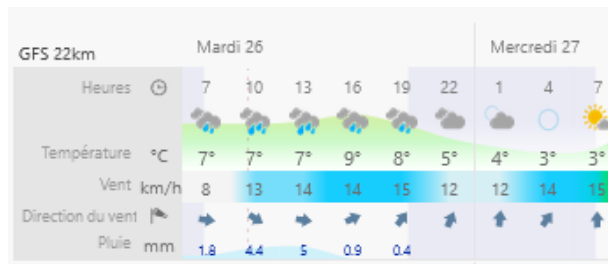 Mardi 26 Mercredi 27
GFS 22km
Heures 7 10 13 16 19 22 1 4 7
Température °C 7° 7° 7° 9° 8° 5° 4° 3° 3°
Vent km/h 8 13 14 14 15 12 12 14 15
Direction du vent
Pluie mm 1.8 4.4 5 0.9 0.4